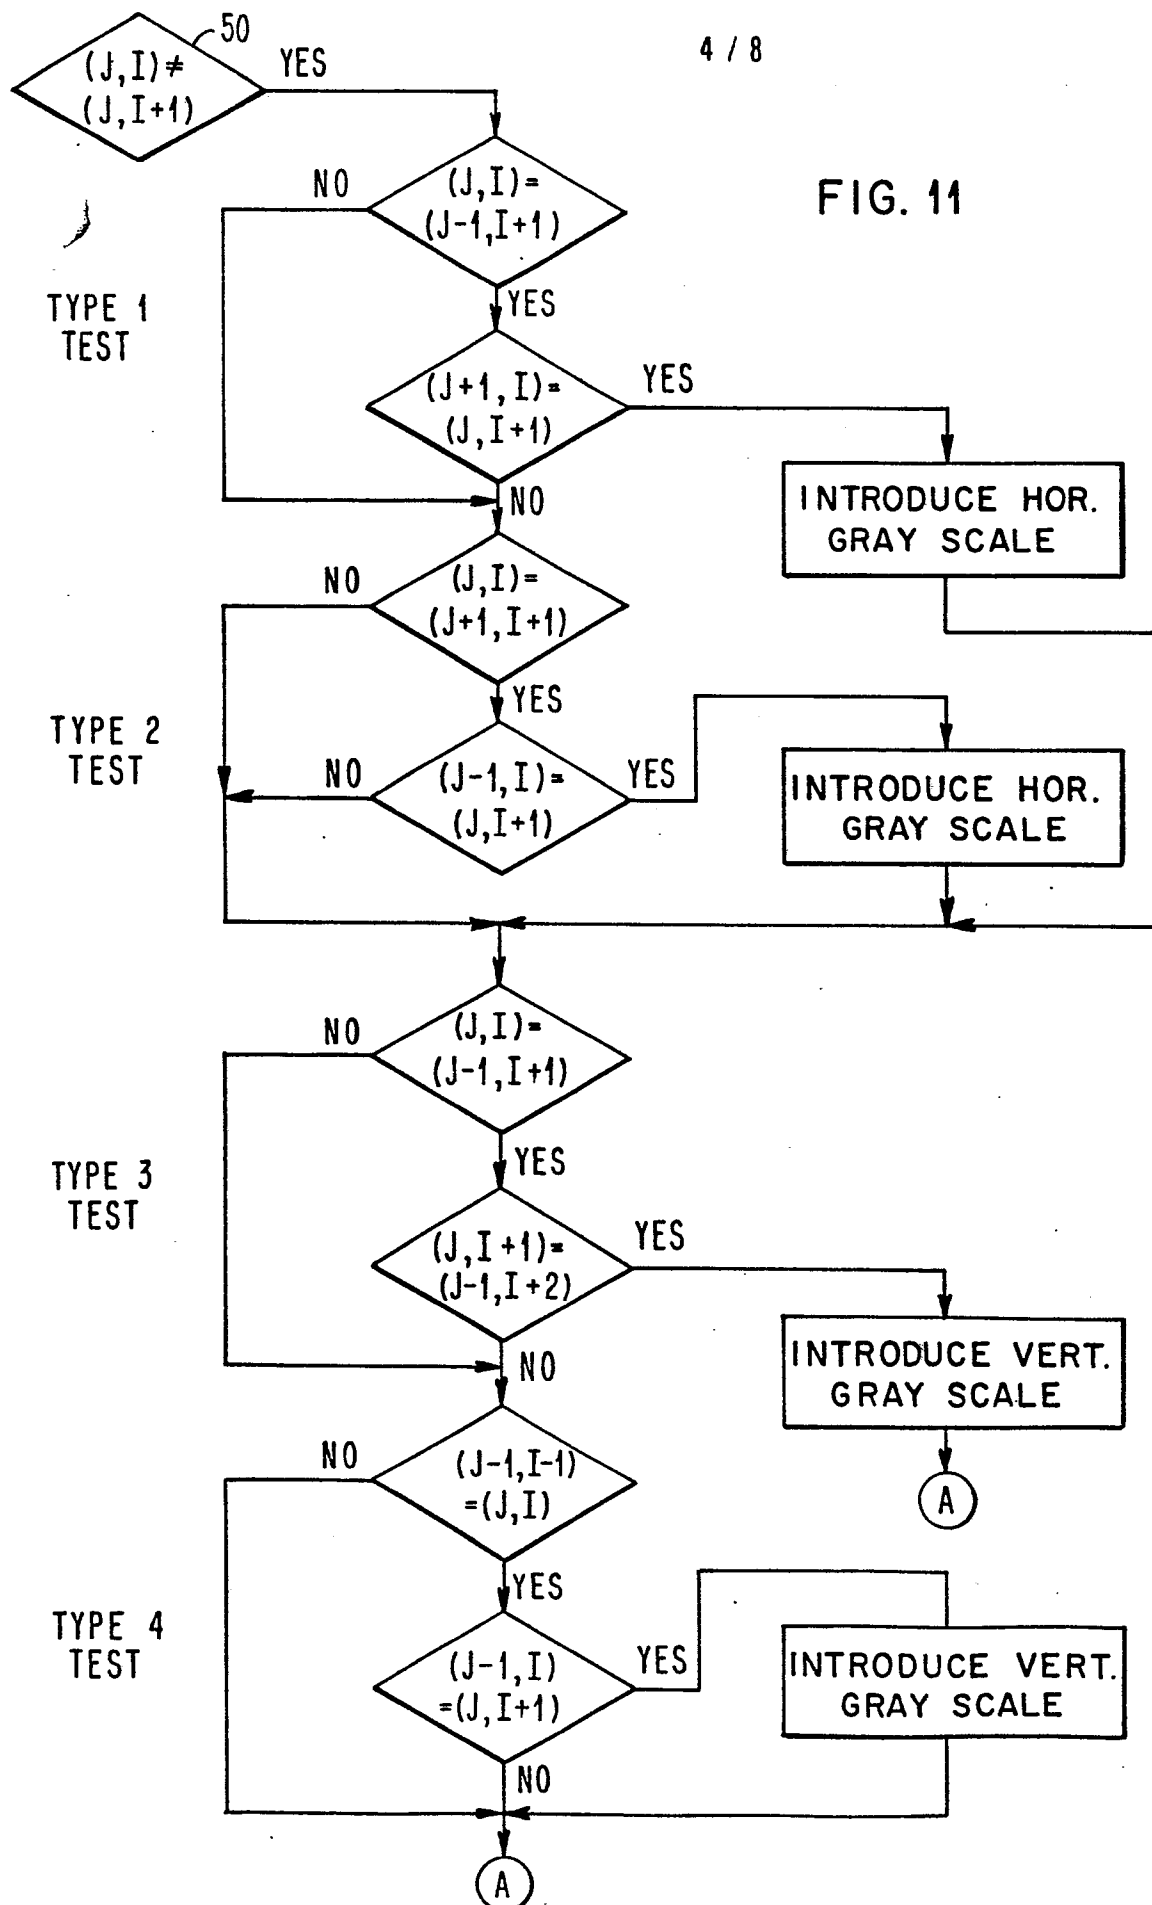 50
4 / 8
(J,I)≠
(J,I+1)
YES
FIG. 11
NO
(J,I)=
(J-1,I+1)
TYPE 1
TEST
YES
(J+1,I)=
(J,I+1)
YES
NO
INTRODUCE HOR.
GRAY SCALE
NO
(J,I)=
(J+1,I+1)
YES
TYPE 2
TEST
NO
(J-1,I)=
(J,I+1)
YES
INTRODUCE HOR.
GRAY SCALE
NO
(J,I)=
(J-1,I+1)
YES
TYPE 3
TEST
(J,I+1)=
(J-1,I+2)
YES
NO
INTRODUCE VERT.
GRAY SCALE
A
NO
(J-1,I-1)
=(J,I)
YES
TYPE 4
TEST
(J-1,I)
=(J,I+1)
YES
INTRODUCE VERT.
GRAY SCALE
NO
A